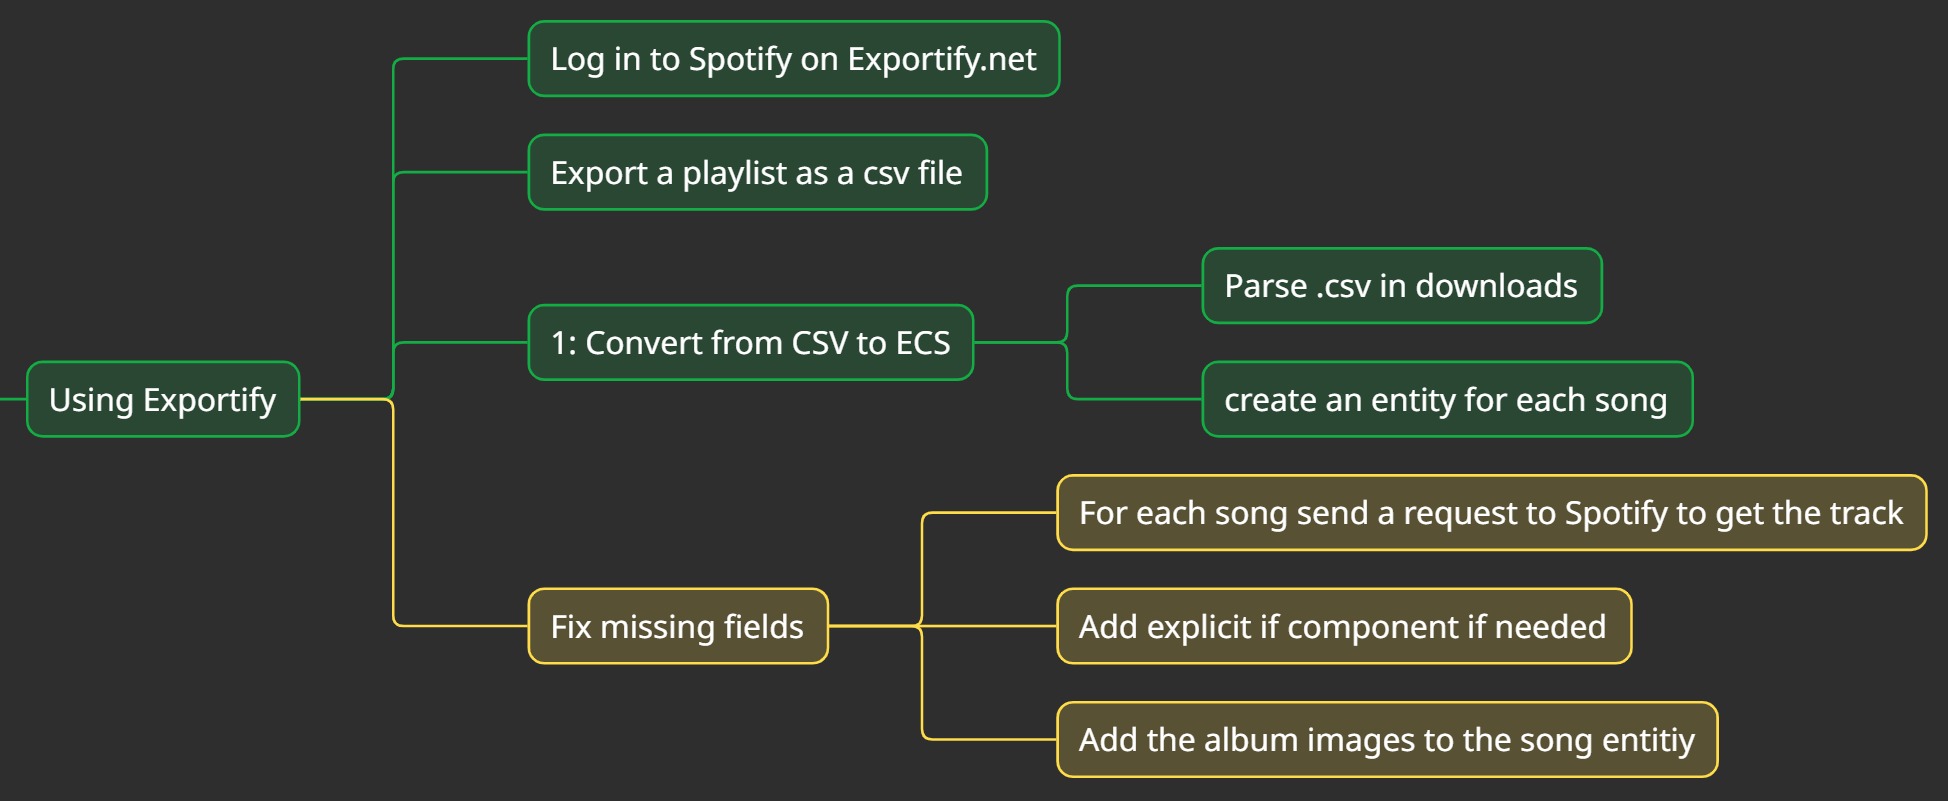 Log in to Spotify on Exportify.net
Export a playlist as a csv file
Parse .csv in downloads
1: Convert from CSV to ECS
Using Exportify
create an entity for each song
For each song send a request to Spotify to get the track
Fix missing fields
Add explicit if component if needed
Add the album images to the song entitiy